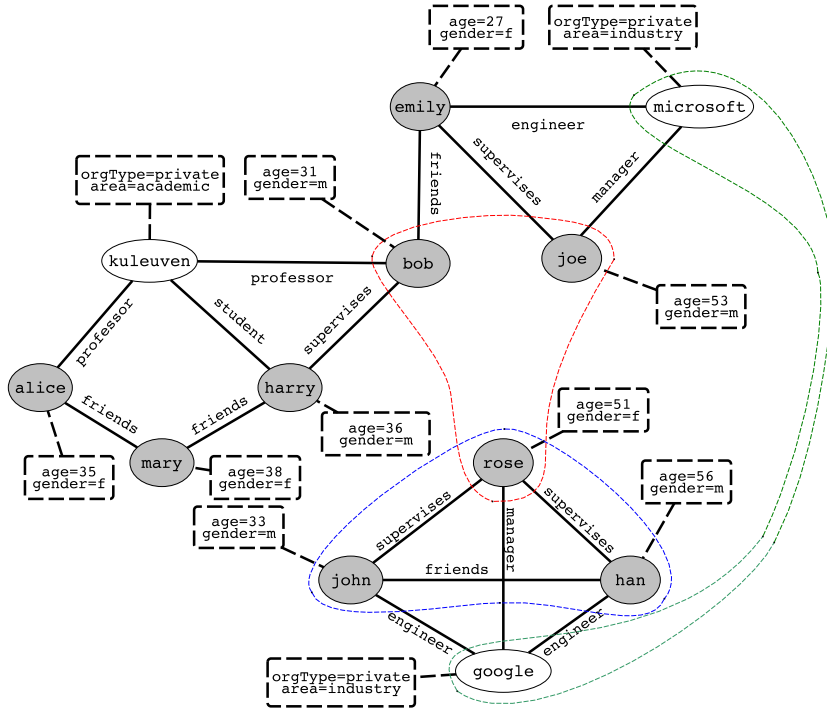 age=27
gender=f
orgType=private
area=industry
emily
microsoft
engineer
supervises
manager
friends
orgType=private
area=academic
age=31
gender=m
kuleuven
bob
joe
professor
age=53
gender=m
professor
student
supervises
alice
harry
friends
friends
age=36
gender=m
age=51
gender=f
mary
age=35
gender=f
age=38
gender=f
rose
age=56
gender=m
age=33
gender=m
supervises
manager
supervises
john
friends
han
engineer
engineer
google
orgType=private
area=industry